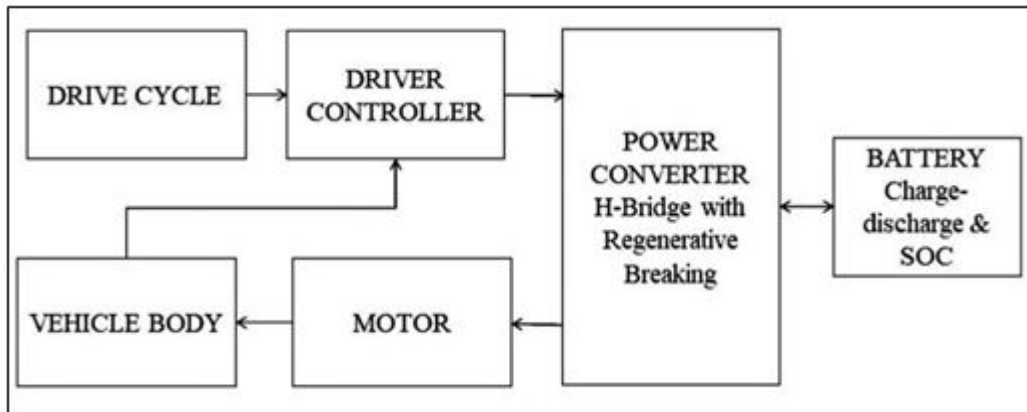 DRIVE CYCLE
DRIVER
CONTROLLER
POWER
CONVERTER
H-Bridge with
Regenerative
Breaking
BATTERY
Charge-
discharge &
SOC
VEHICLE BODY
MOTOR